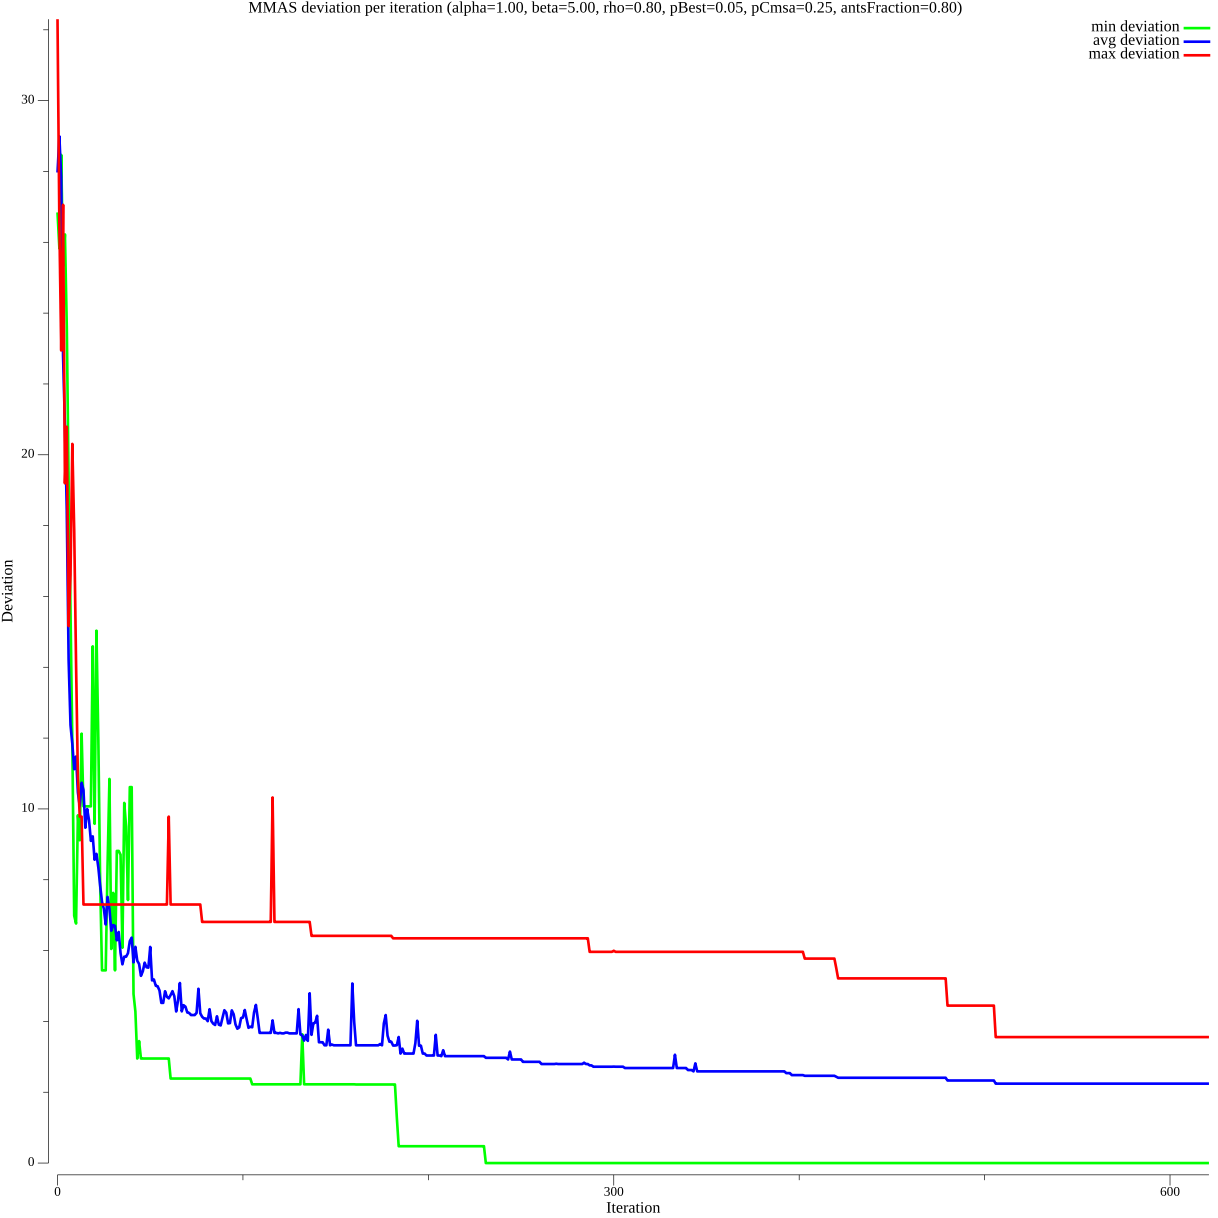 MMAS deviation per iteration (alpha=1.00, beta=5.00, rho=0.80, pBest=0.05, pCmsa=0.25, antsFraction=0.80)
min deviation
avg deviation
max deviation
30
20
10
0
Deviation
0
300
600
Iteration